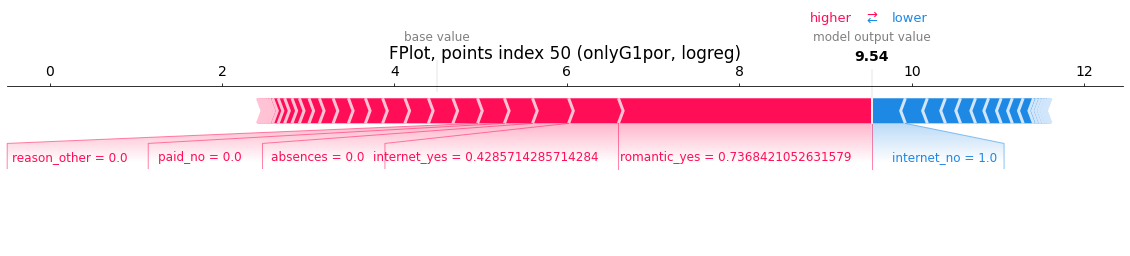 higher ⇄ lower
base value model output value
FPlot, points index 50 (onlyG1por, logreg) 9.54
0 2 4 6 8 10 12
reason_other = 0.0 paid_no = 0.0 absences = 0.0 internet_yes = 0.4285714285714284 romantic_yes = 0.7368421052631579 internet_no = 1.0